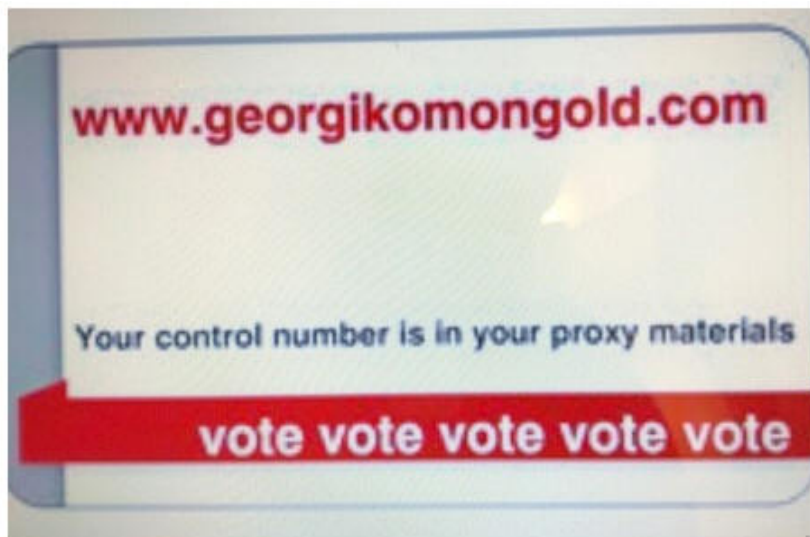 www.georgikomongold.com
Your control number is in your proxy materials
vote vote vote vote vote